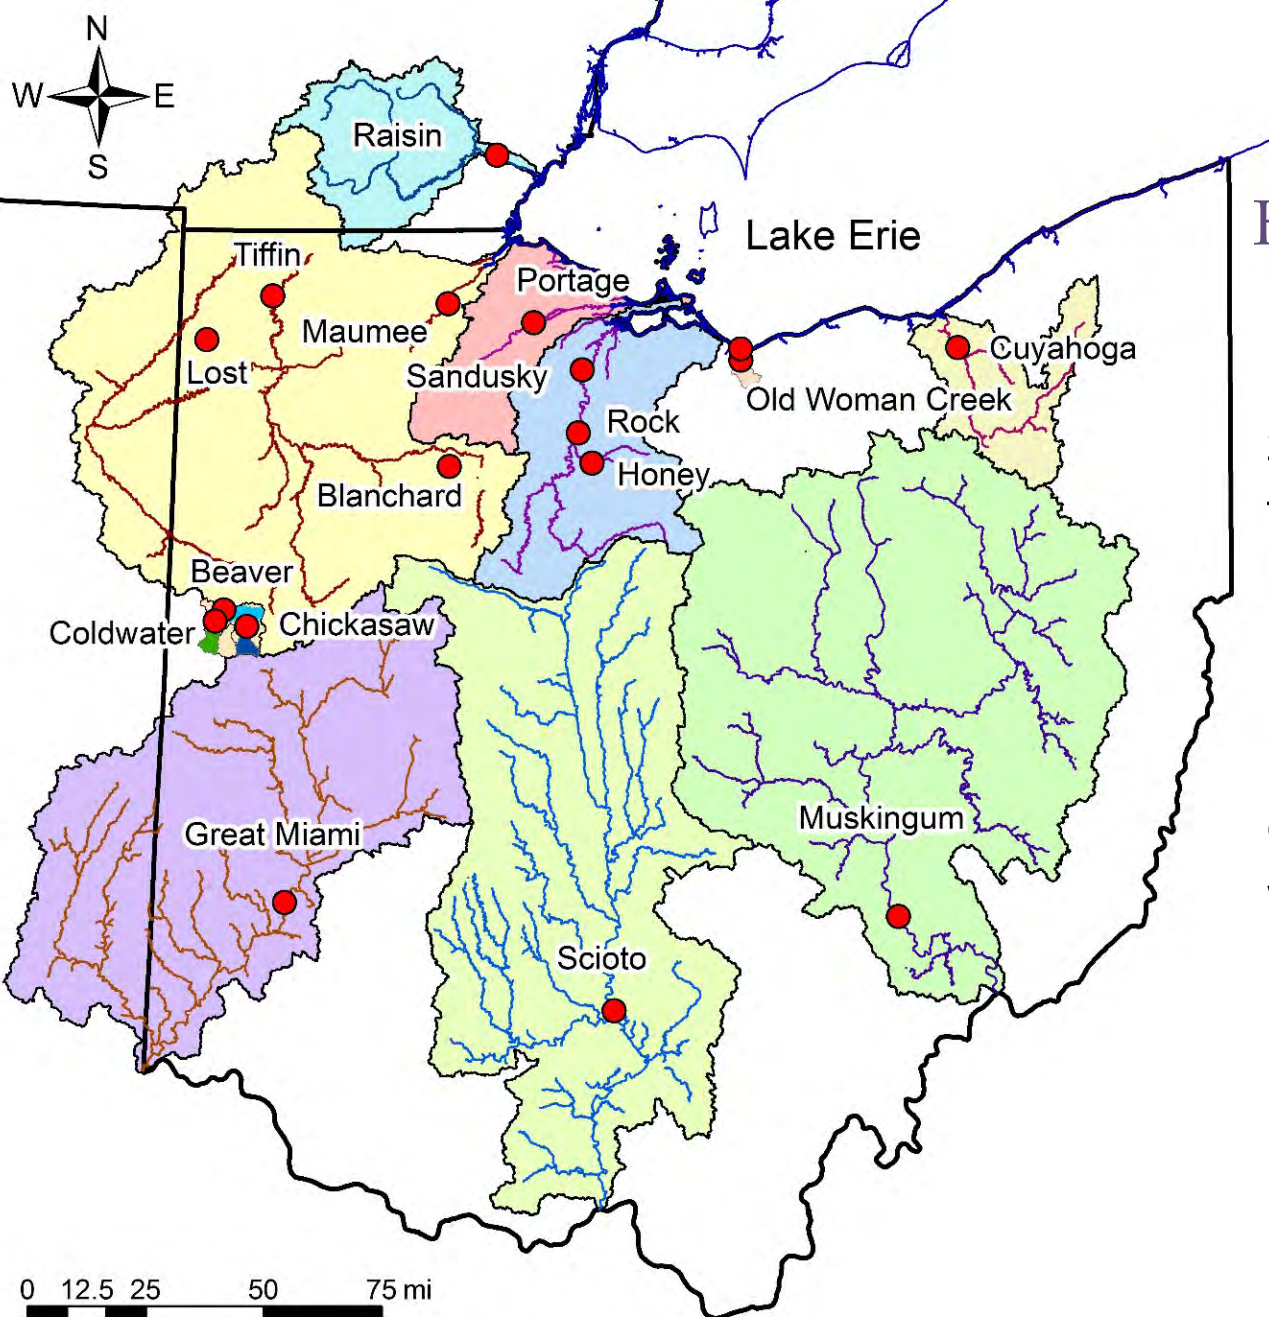 N
W E
S
Raisin
Lake Erie
Tiffin
Portage
Maumee
Lost
Sandusky
Cuyahoga
Old Woman Creek
Rock
Honey
Blanchard
Beaver
Coldwater
Chickasaw
Great Miami
Muskingum
Scioto
0 12.5 25 50 75 mi